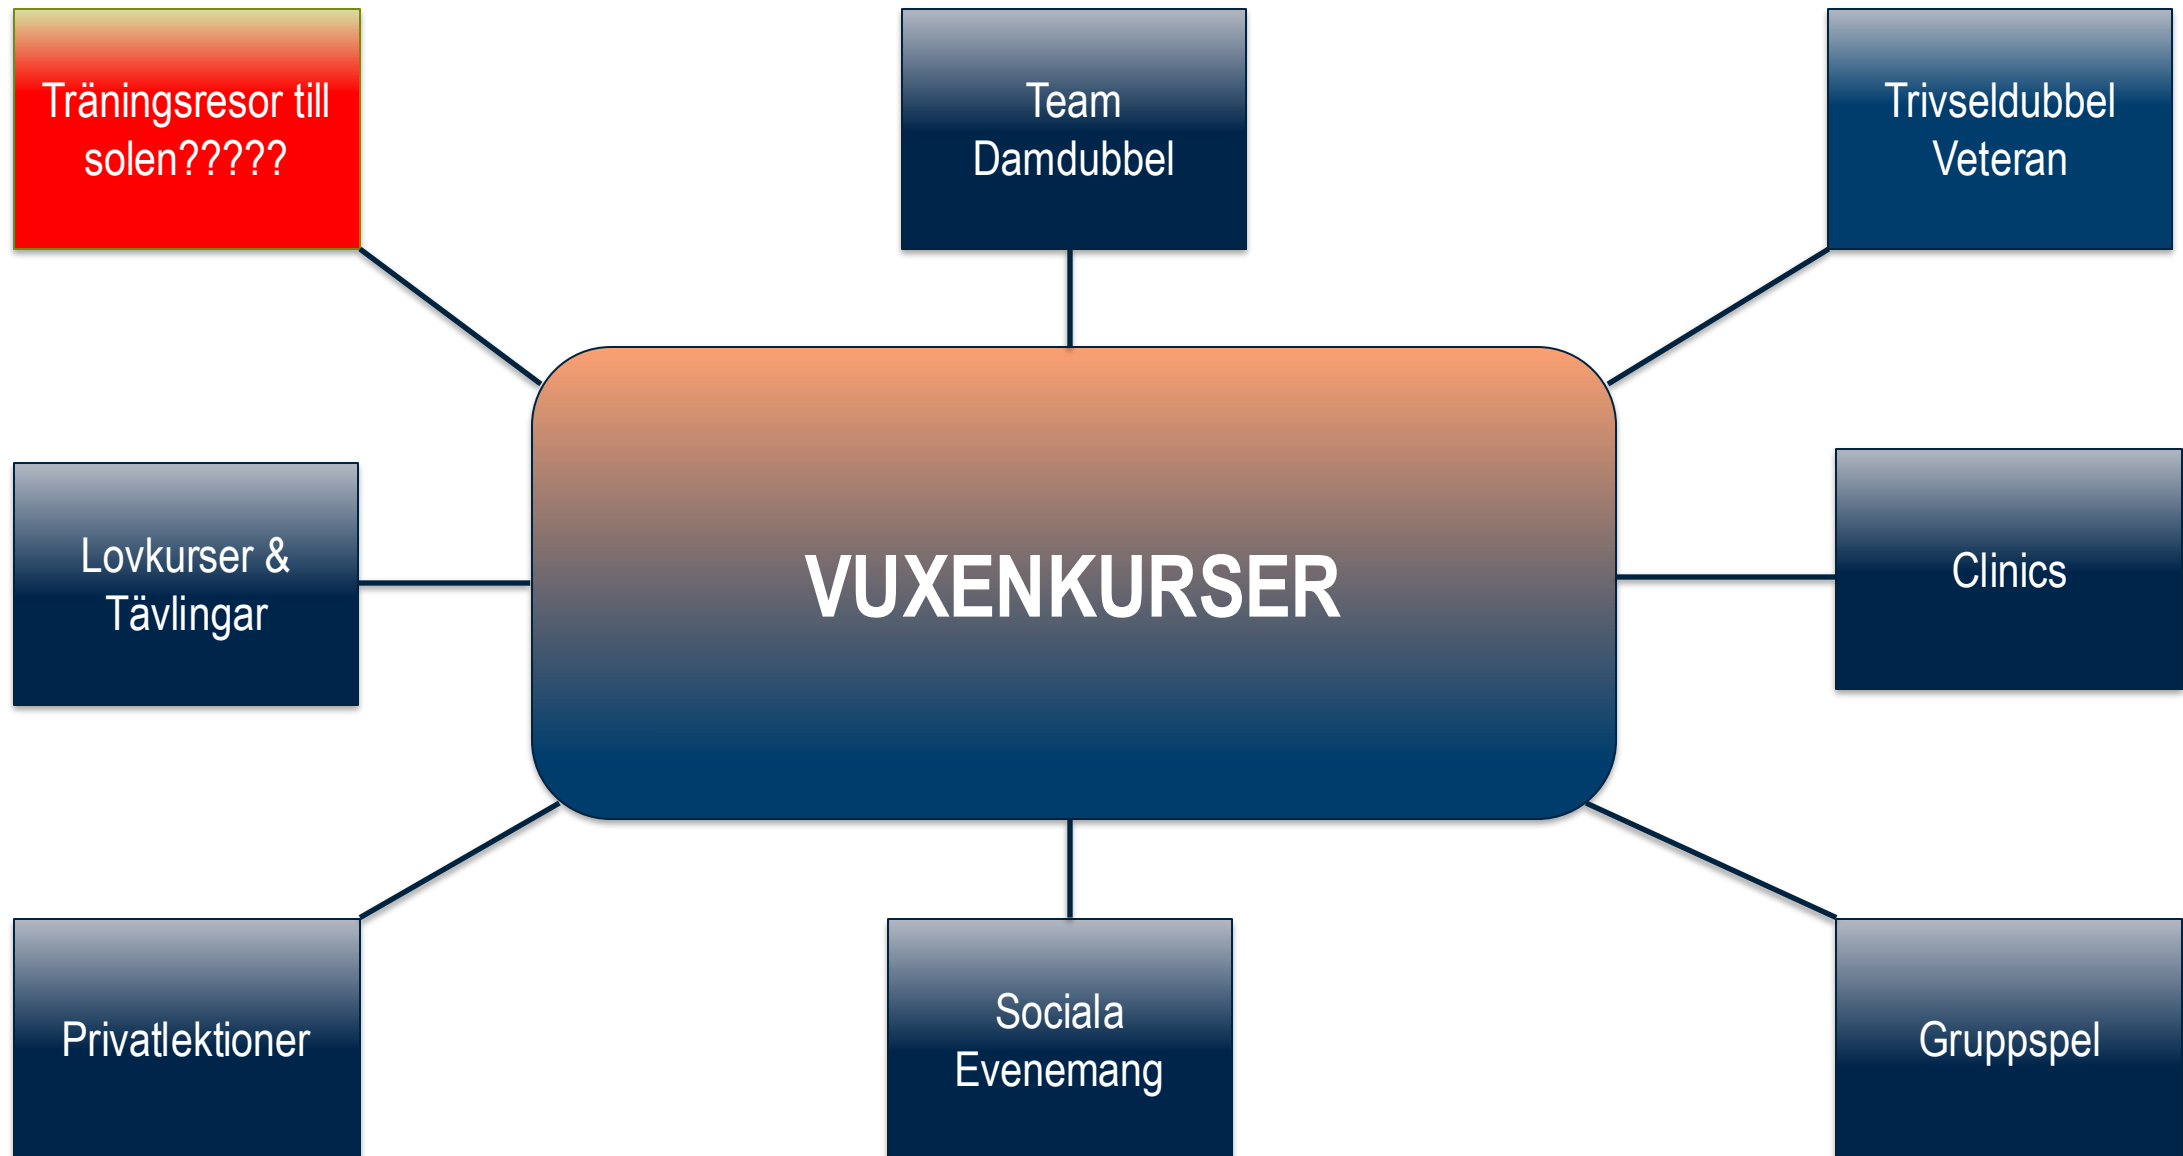 Träningsresor till
solen?????
Team
Damdubbel
Trivseldubbel
Veteran
Lovkurser &
Tävlingar
VUXENKURSER
Clinics
Privatlektioner
Sociala
Evenemang
Gruppspel